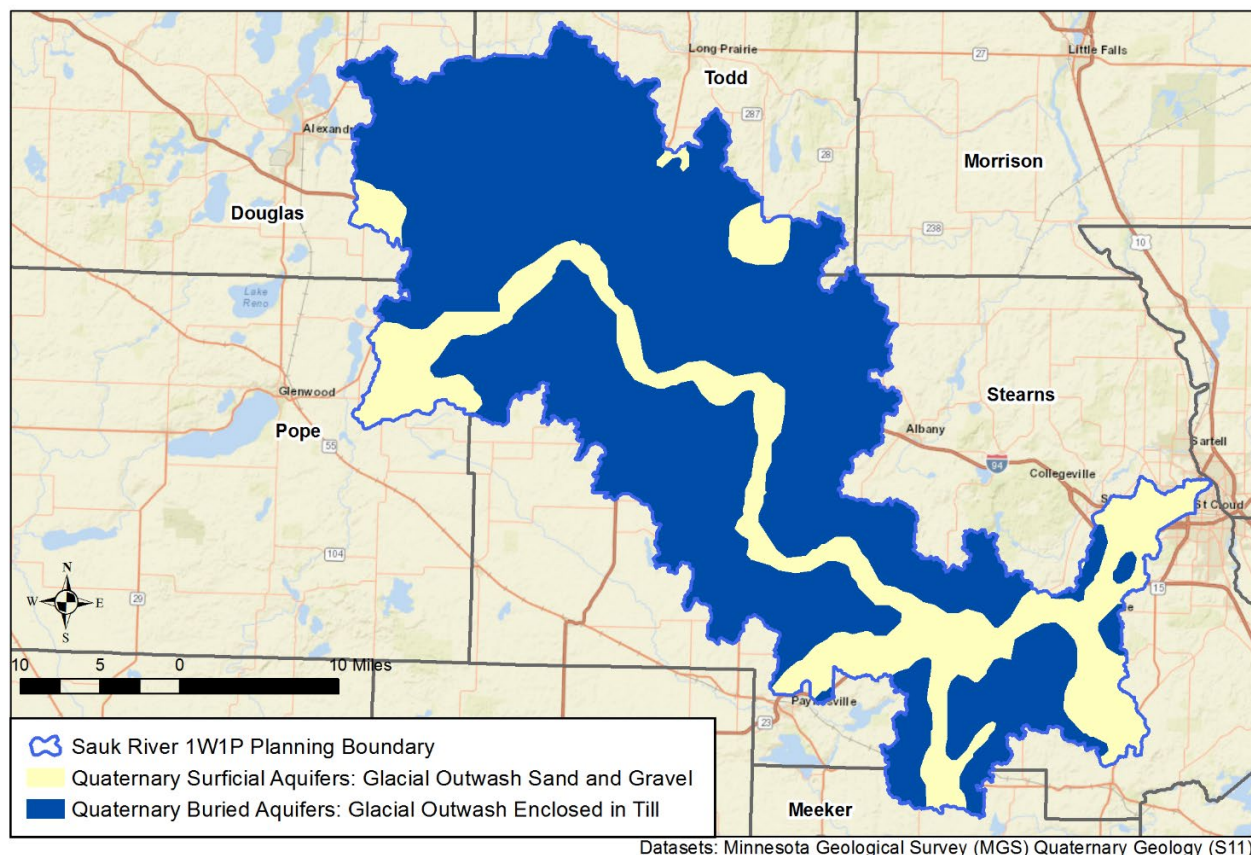 Long Prairie
27
Little Falls
Todd
287
Alexand
28
Morrison
Douglas
238
10
Lake
Reno
Glenwood
Stearns
Pope
Albany
Sartell
55
94
Collegeville
S
St Cloud
104
N
W E
S
29
15
le
10 5 0 10 Miles
Paynesville
23
Sauk River 1W1P Planning Boundary
Quaternary Surficial Aquifers: Glacial Outwash Sand and Gravel
Quaternary Buried Aquifers: Glacial Outwash Enclosed in Till
Meeker
Datasets: Minnesota Geological Survey (MGS) Quaternary Geology (S11)